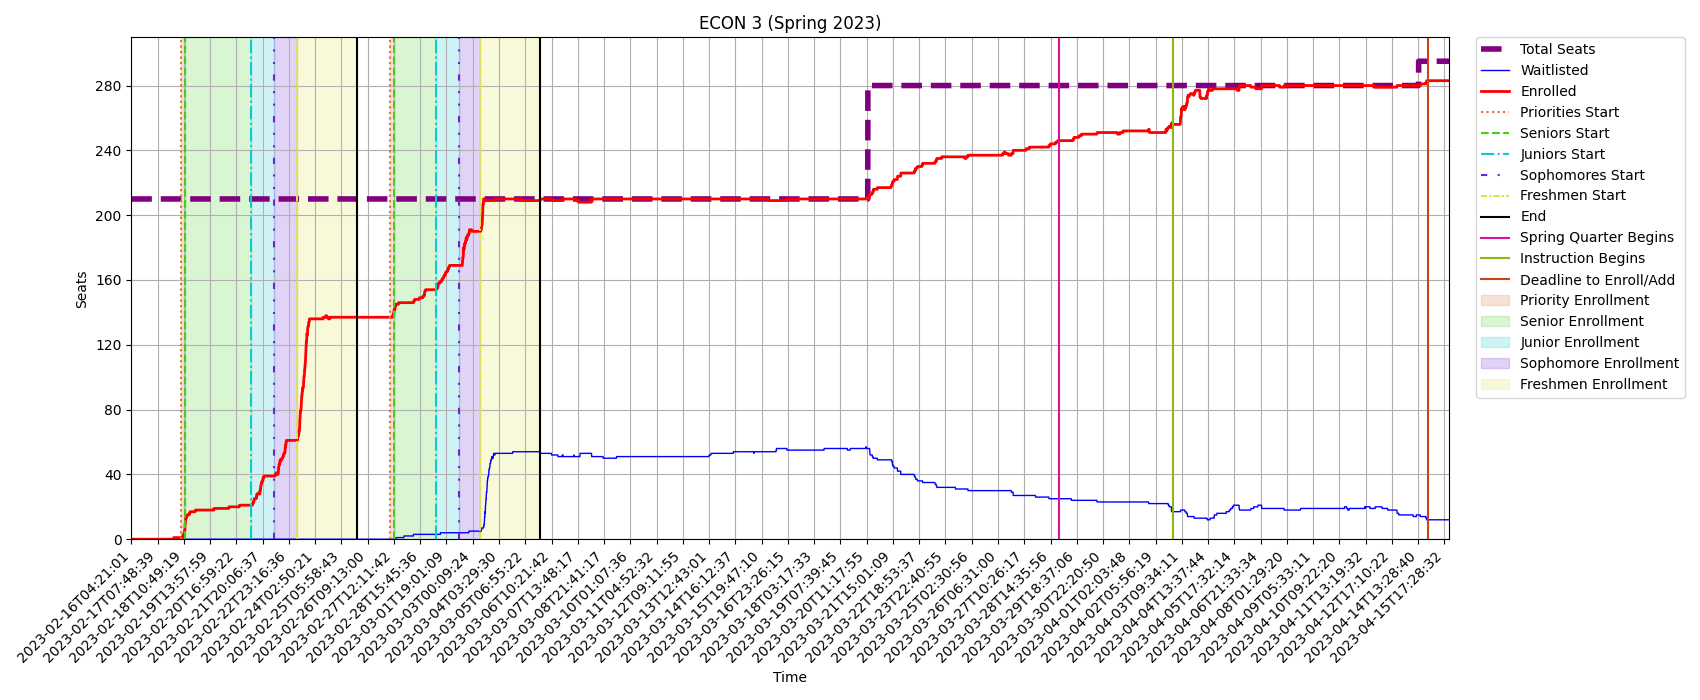 ECON 3 (Spring 2023)
Seats
280
240
200
160
120
80
40
0
2023-02-16T04:21:01
2023-02-17T07:48:39
2023-02-18T10:49:19
2023-02-19T13:57:59
2023-02-20T16:59:22
2023-02-21T20:06:37
2023-02-22T23:16:30
2023-02-24T02:50:21
2023-02-25T05:58:43
2023-02-26T09:13:00
2023-02-27T12:11:42
2023-02-28T15:45:36
2023-03-01T19:01:09
2023-03-03T00:09:24
2023-03-04T03:29:30
2023-03-05T06:55:22
2023-03-06T10:21:42
2023-03-07T13:48:17
2023-03-08T21:41:17
2023-03-10T01:07:36
2023-03-11T04:52:32
2023-03-12T09:11:55
2023-03-13T12:43:01
2023-03-14T16:12:37
2023-03-15T19:47:10
2023-03-16T23:26:15
2023-03-18T03:17:33
2023-03-19T07:39:45
2023-03-20T11:17:55
2023-03-21T15:01:09
2023-03-22T18:53:37
2023-03-23T22:40:55
2023-03-25T02:30:56
2023-03-26T06:31:00
2023-03-27T10:26:17
2023-03-28T14:35:56
2023-03-29T18:37:06
2023-03-30T22:20:50
2023-04-01T02:03:48
2023-04-02T05:56:19
2023-04-03T09:34:11
2023-04-04T13:37:44
2023-04-05T17:32:14
2023-04-06T21:33:34
2023-04-08T01:29:20
2023-04-09T05:33:11
2023-04-10T09:22:20
2023-04-11T13:19:32
2023-04-12T17:10:22
2023-04-14T13:28:40
2023-04-15T17:28:32
Time
Total Seats
Waitlisted
Enrolled
Priorities Start
Seniors Start
Juniors Start
Sophomores Start
Freshmen Start
End
Spring Quarter Begins
Instruction Begins
Deadline to Enroll/Add
Priority Enrollment
Senior Enrollment
Junior Enrollment
Sophomore Enrollment
Freshmen Enrollment